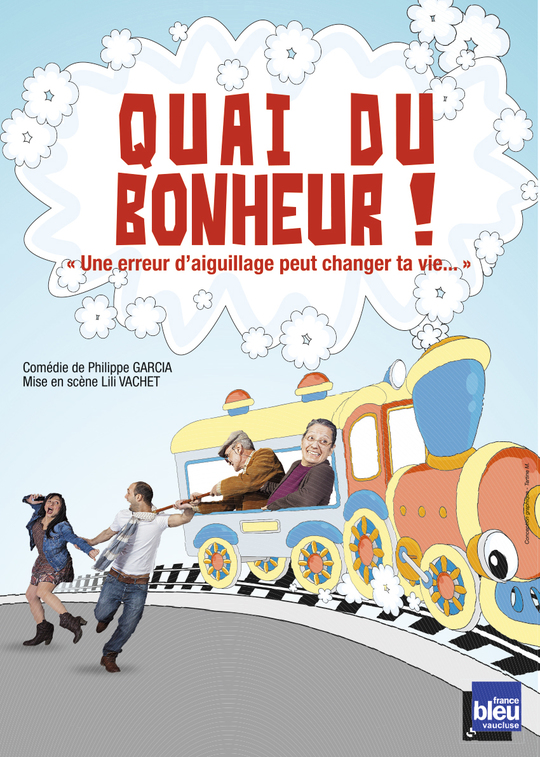 QUAI DU
BONHEUR !
« Une erreur d'aiguillage peut changer ta vie... »
Comédie de Philippe GARCIA
Mise en scène Lili VACHET
Conception graphique - Tartine M.
france
bleu
vaucluse